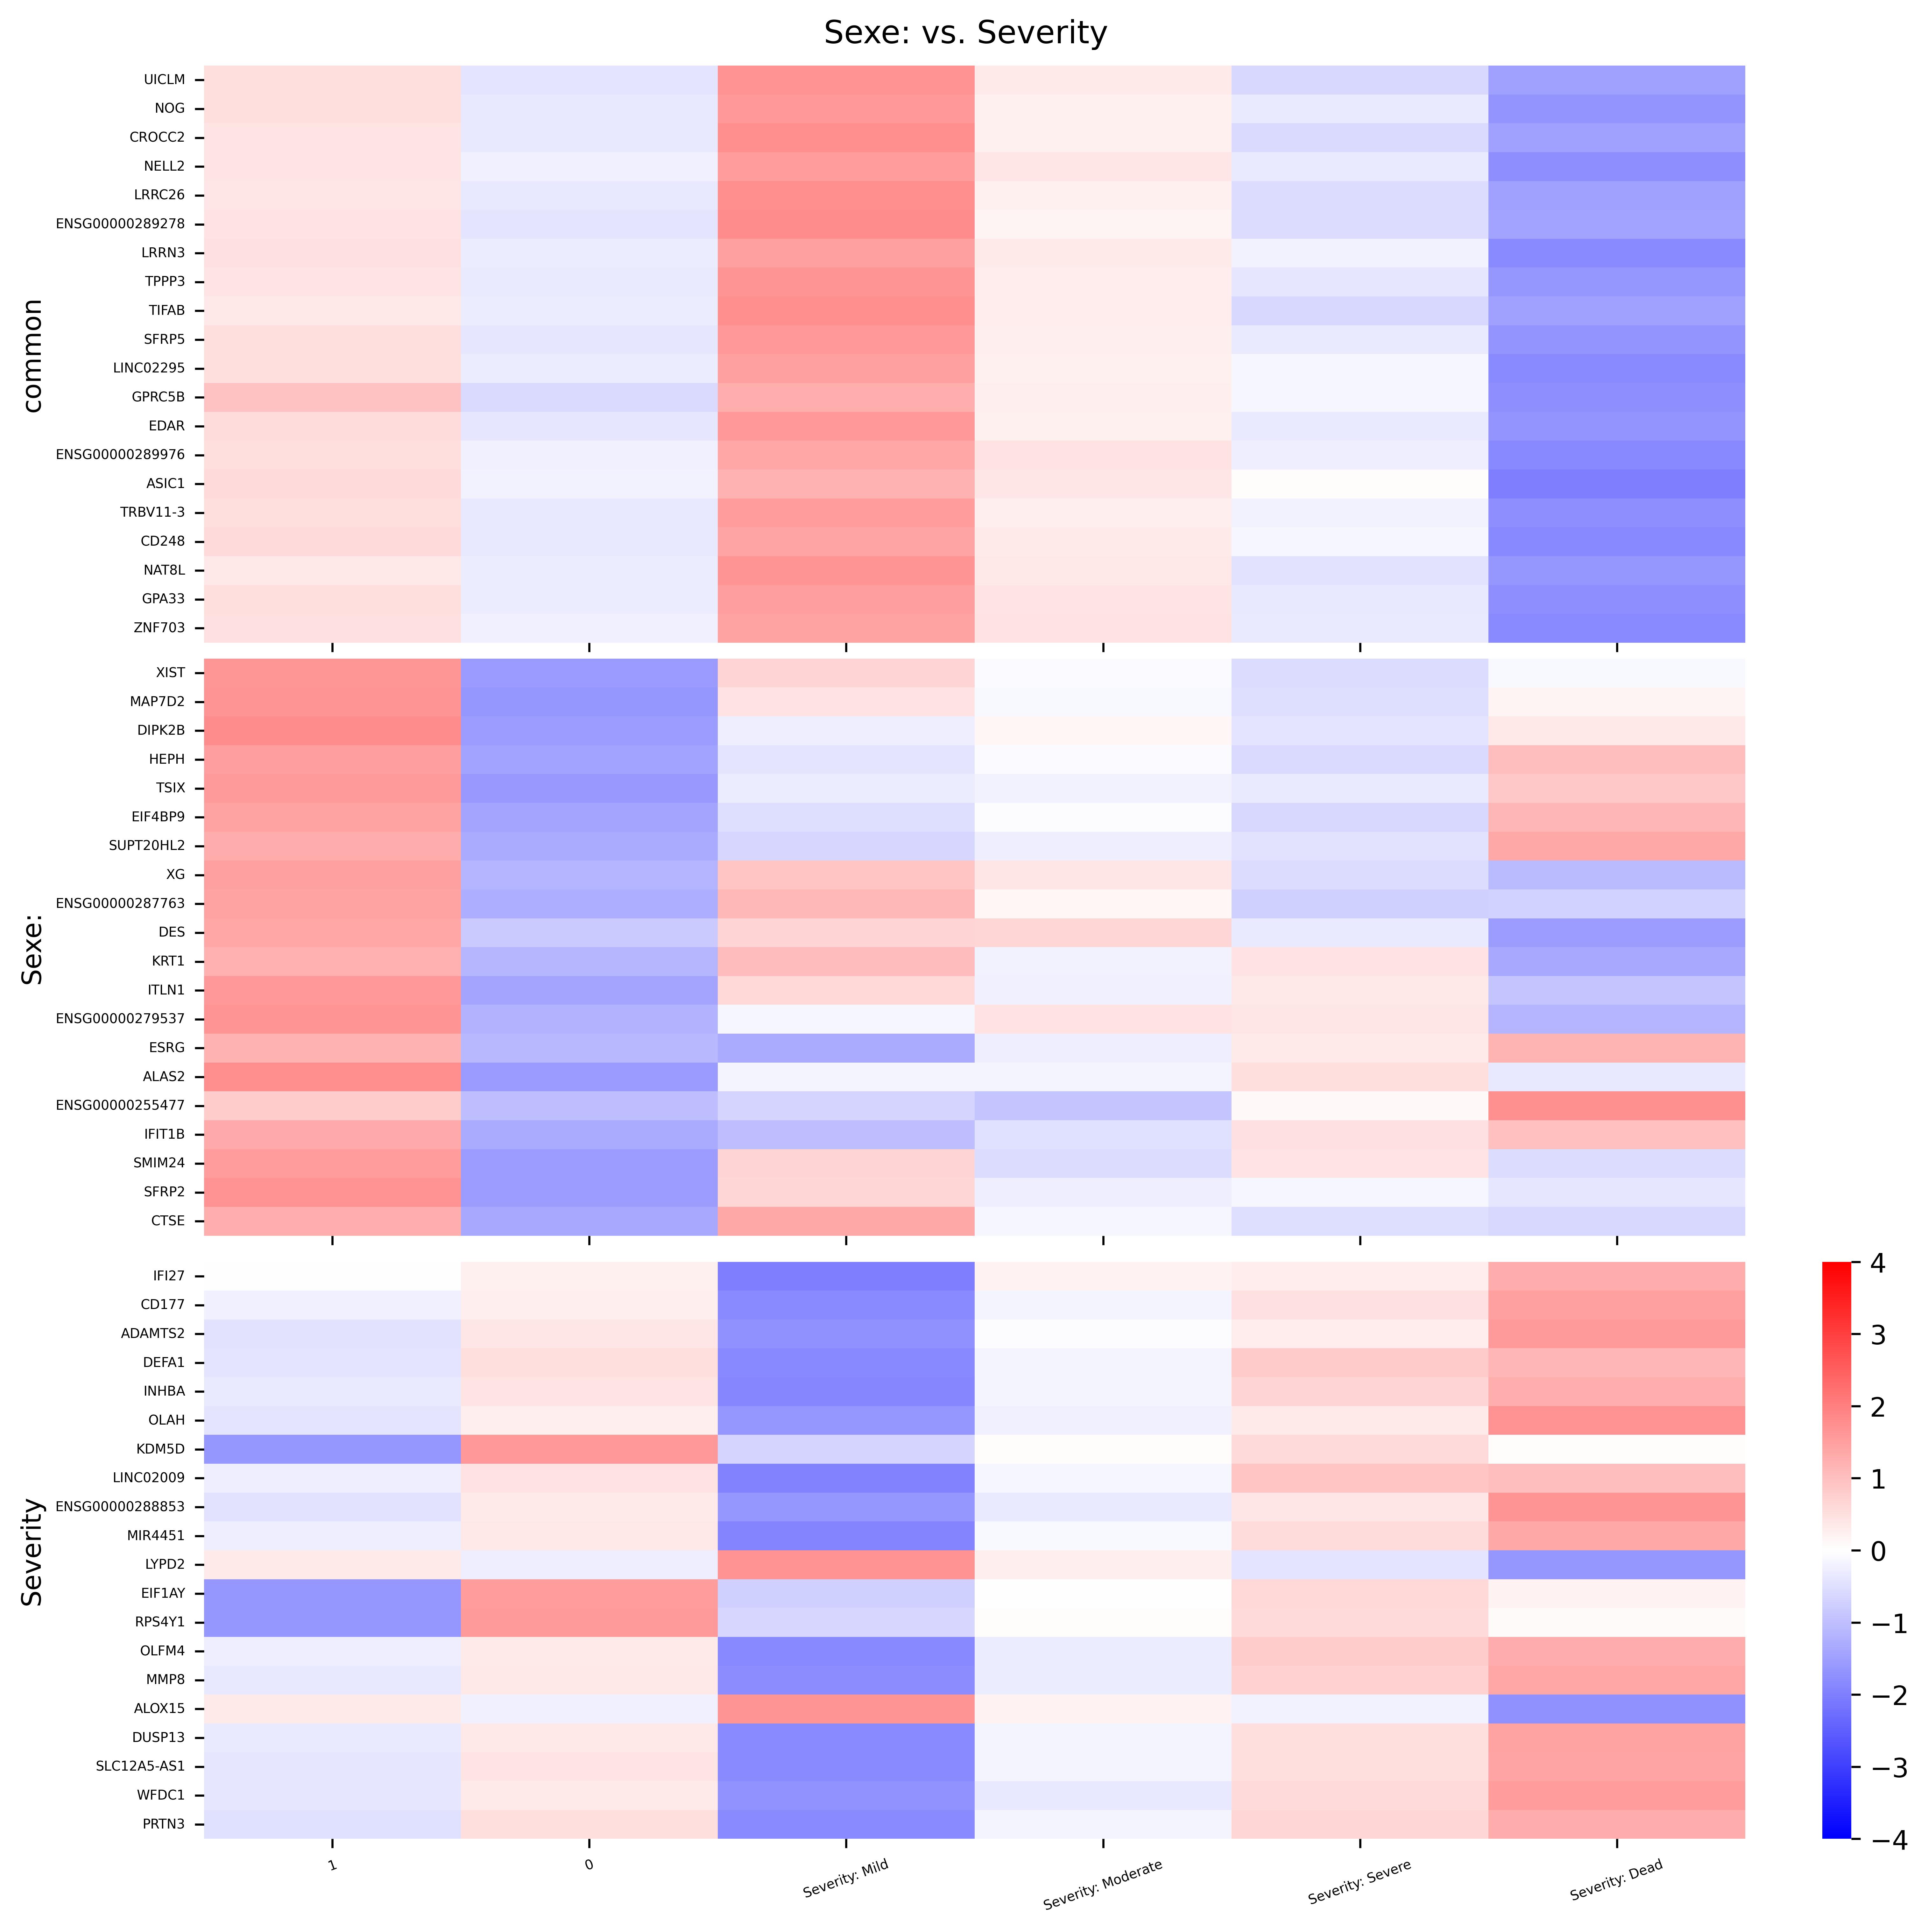 Sexe: vs. Severity
common
UICLM
NOG
CROCC2
NELL2
LRRC26
ENSG00000289278
LRRN3
TPPP3
TIFAB
SFRP5
LINC02295
GPRC5B
EDAR
ENSG00000289976
ASIC1
TRBV11-3
CD248
NAT8L
GPA33
ZNF703
Sexe:
XIST
MAP7D2
DIPK2B
HEPH
TSIX
EIF4BP9
SUPT20HL2
XG
ENSG00000287763
DES
KRT1
ITLN1
ENSG00000279537
ESRG
ALAS2
ENSG00000255477
IFIT1B
SMIM24
SFRP2
CTSE
Severity
IFI27
CD177
ADAMTS2
DEFA1
INHBA
OLAH
KDM5D
LINC02009
ENSG00000288853
MIR4451
LYPD2
EIF1AY
RPS4Y1
OLFM4
MMP8
ALOX15
DUSP13
SLC12A5-AS1
WFDC1
PRTN3
1
0
Severity: Mild
Severity: Moderate
Severity: Severe
Severity: Dead
4
3
2
1
0
−1
−2
−3
−4